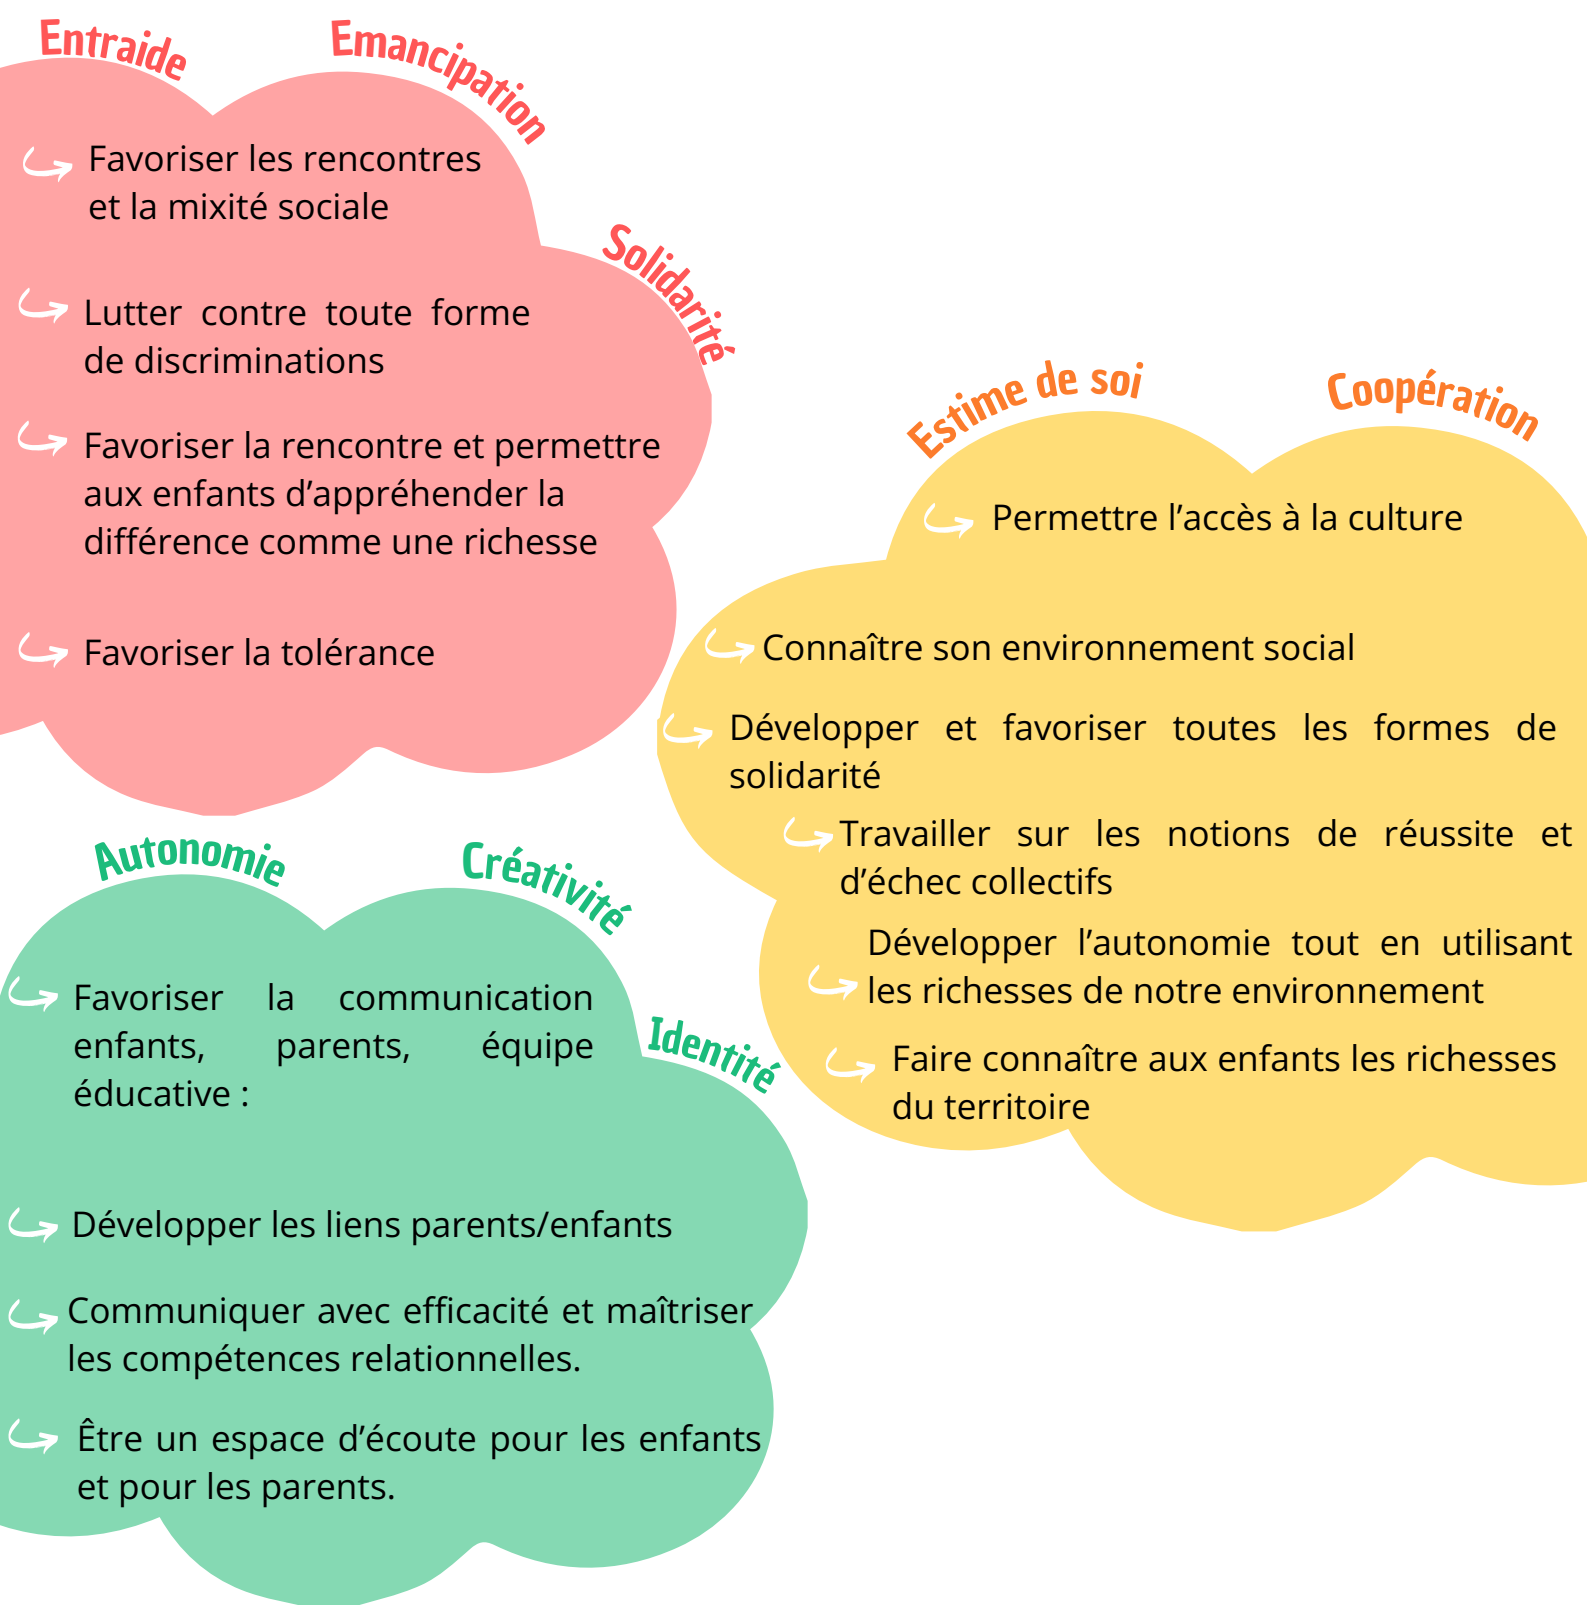 Entraide
Emancipation
Solidarité
Favoriser les rencontres
et la mixité sociale
Lutter contre toute forme
de discriminations
Favoriser la rencontre et permettre
aux enfants d’appréhender la
différence comme une richesse
Favoriser la tolérance
Estime de soi
Coopération
Permettre l’accès à la culture
Connaître son environnement social
Développer et favoriser toutes les formes de
solidarité
Travailler sur les notions de réussite et
d’échec collectifs
Développer l’autonomie tout en utilisant
les richesses de notre environnement
Faire connaître aux enfants les richesses
du territoire
Autonomie
Créativité
Identité
Favoriser la communication
enfants, parents, équipe
éducative :
Développer les liens parents/enfants
Communiquer avec efficacité et maîtriser
les compétences relationnelles.
Être un espace d’écoute pour les enfants
et pour les parents.